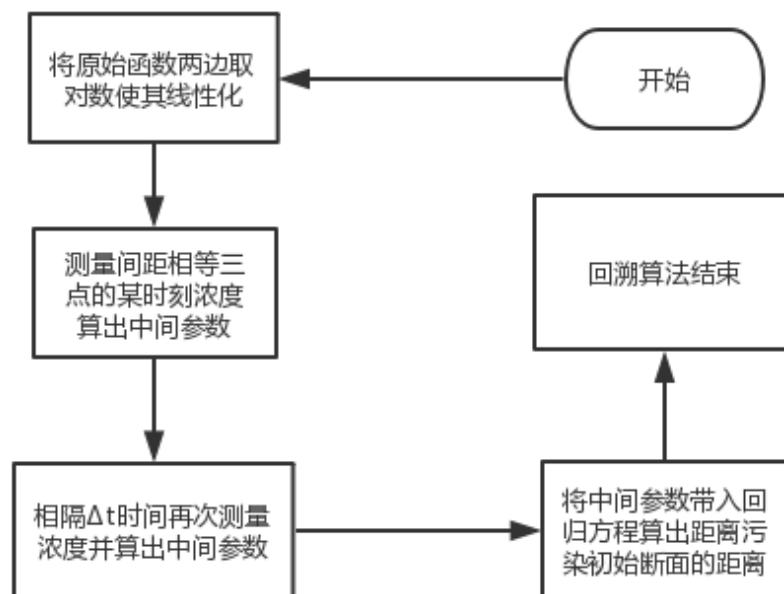 开始
将原始函数两边取
对数使其线性化
测量间距相等三
点的某时刻浓度
算出中间参数
相隔Δt时间再次测量
浓度并算出中间参数
将中间参数带入回
归方程算出距离污
染初始断面的距离
回溯算法结束